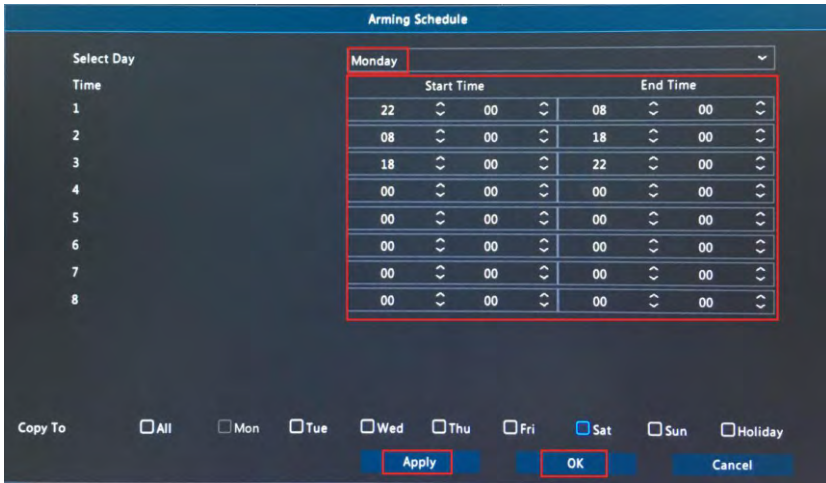 Arming Schedule
Select Day Monday
Time Start Time End Time
1 22 00 08 00
2 08 00 18 00
3 18 00 22 00
4 00 00 00 00
5 00 00 00 00
6 00 00 00 00
7 00 00 00 00
8 00 00 00 00
Copy To All Mon Tue Wed Thu Fri Sat Sun Holiday
Apply OK Cancel